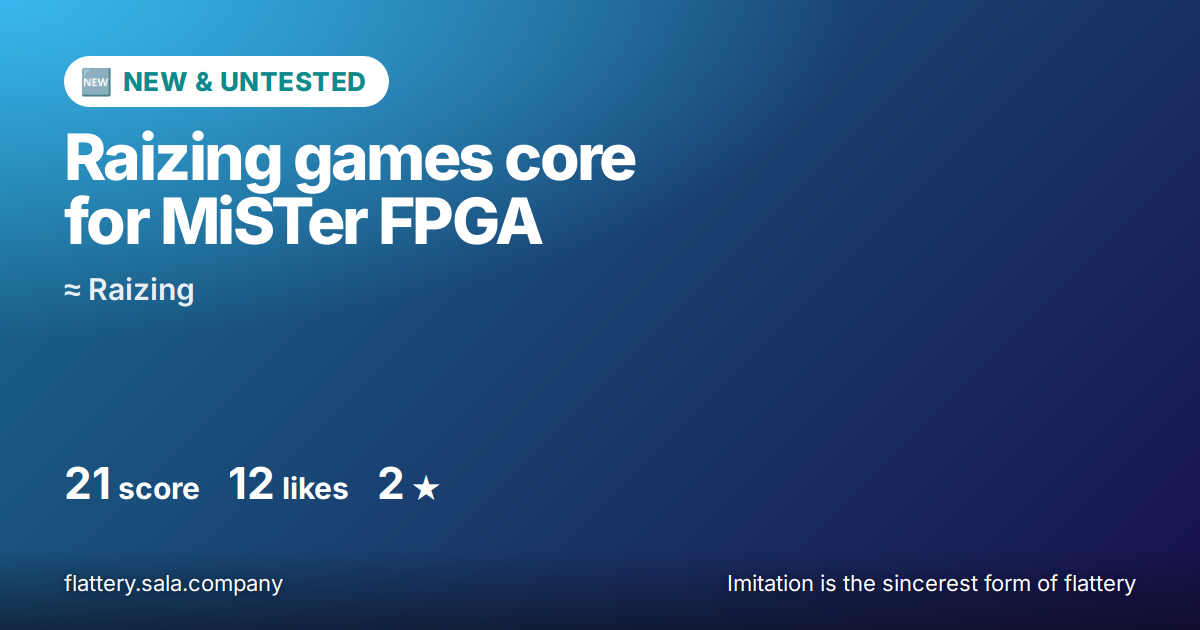 🆕 NEW & UNTESTED
Raizing games core
for MiSTer FPGA
≈ Raizing
21 score 12 likes 2 ★
flattery.sala.company
Imitation is the sincerest form of flattery